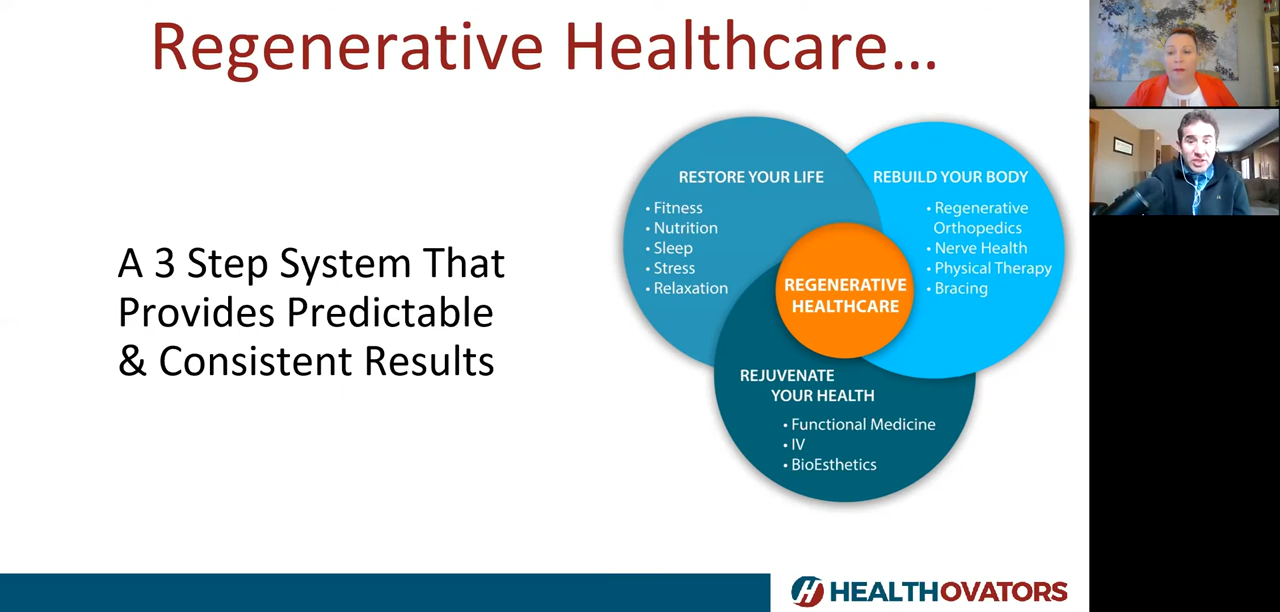 Regenerative Healthcare...
A 3 Step System That
Provides Predictable
& Consistent Results
RESTORE YOUR LIFE
• Fitness
• Nutrition
• Sleep
• Stress
• Relaxation
REBUILD YOUR BODY
• Regenerative
Orthopedics
• Nerve Health
• Physical Therapy
• Bracing
REGENERATIVE
HEALTHCARE
REJUVENATE
YOUR HEALTH
• Functional Medicine
• IV
• BioEsthetics
HEALTHOVATORS